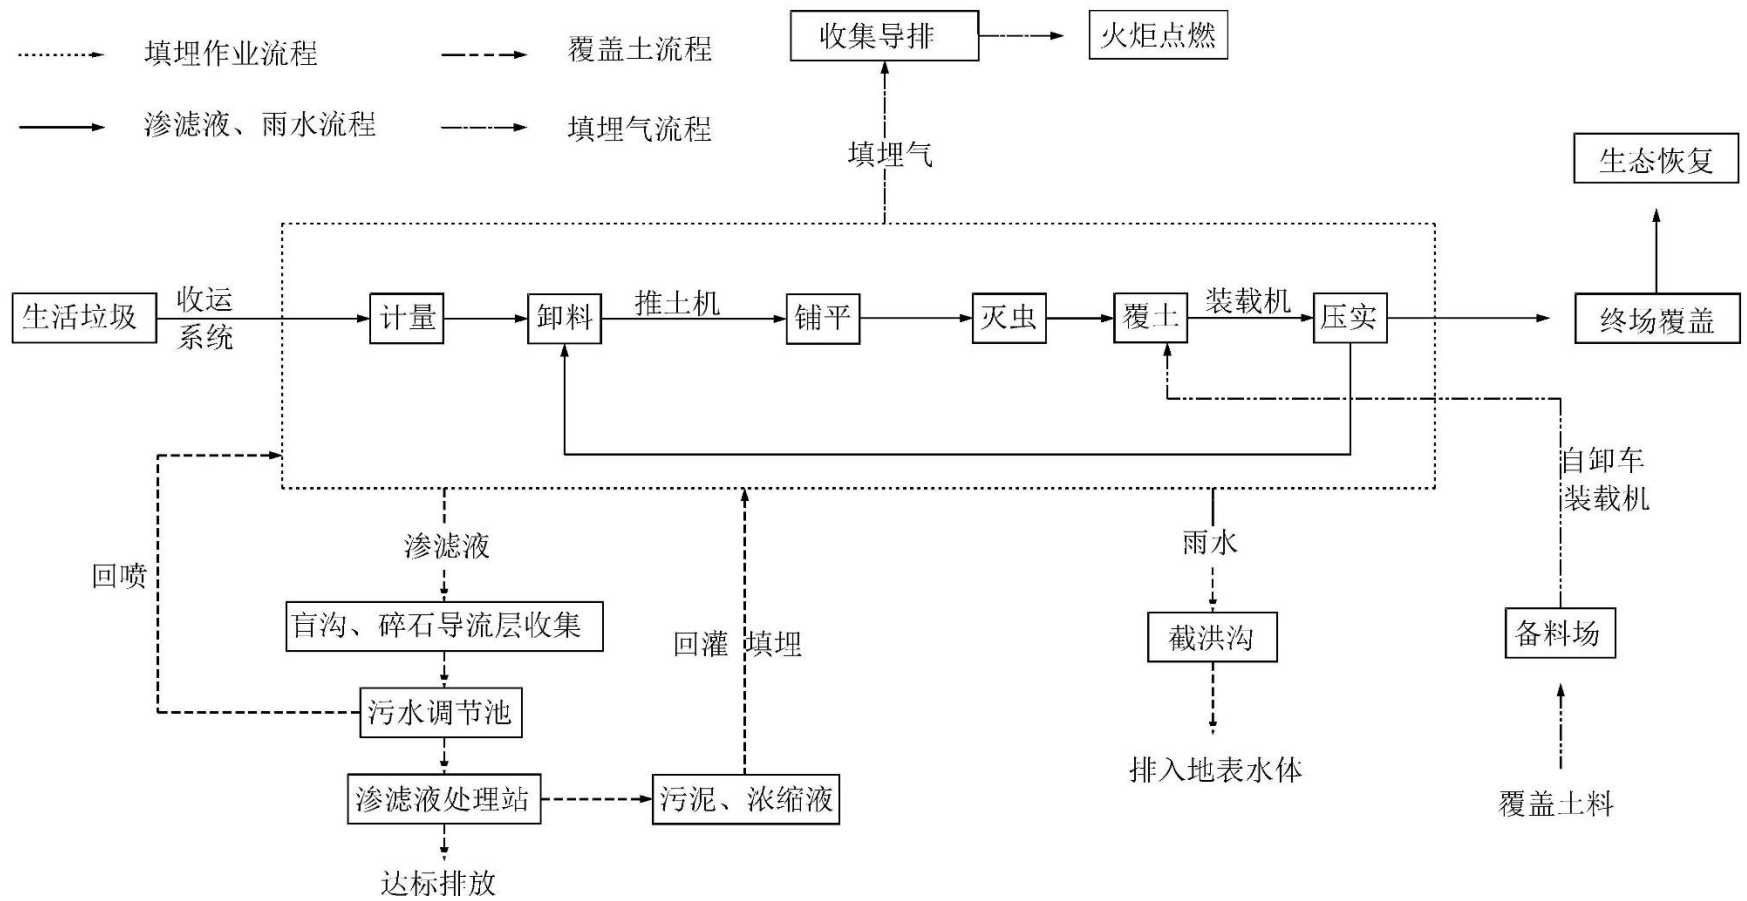 填埋作业流程
覆盖土流程
渗滤液、雨水流程
填埋气流程
收集导排
火炬点燃
填埋气
生态恢复
生活垃圾
收运
系统
计量
卸料
推土机
铺平
灭虫
覆土
装载机
压实
终场覆盖
自卸车
装载机
回喷
渗滤液
雨水
盲沟、碎石导流层收集
回灌
填埋
截洪沟
备料场
污水调节池
渗滤液处理站
污泥、浓缩液
排入地表水体
覆盖土料
达标排放